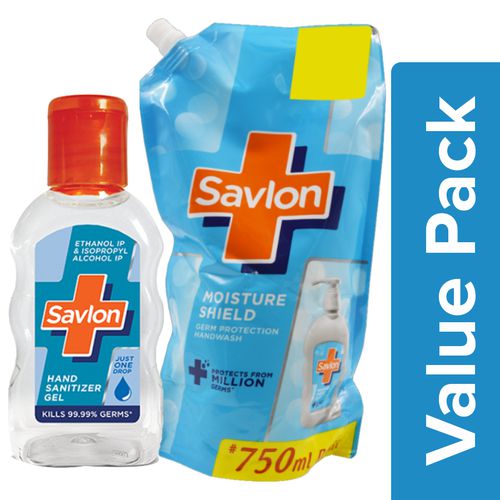 ETHANOL IP
& ISOPROPYL
ALCOHOL IP
Savlon
JUST
ONE
DROP
HAND
SANITIZER
GEL
KILLS 99.99% GERMS*
Savlon
MOISTURE
SHIELD
GERM PROTECTION
HANDWASH
Savlon
PROTECTS FROM
MILLION
GERMS*
#750ml
Value Pack